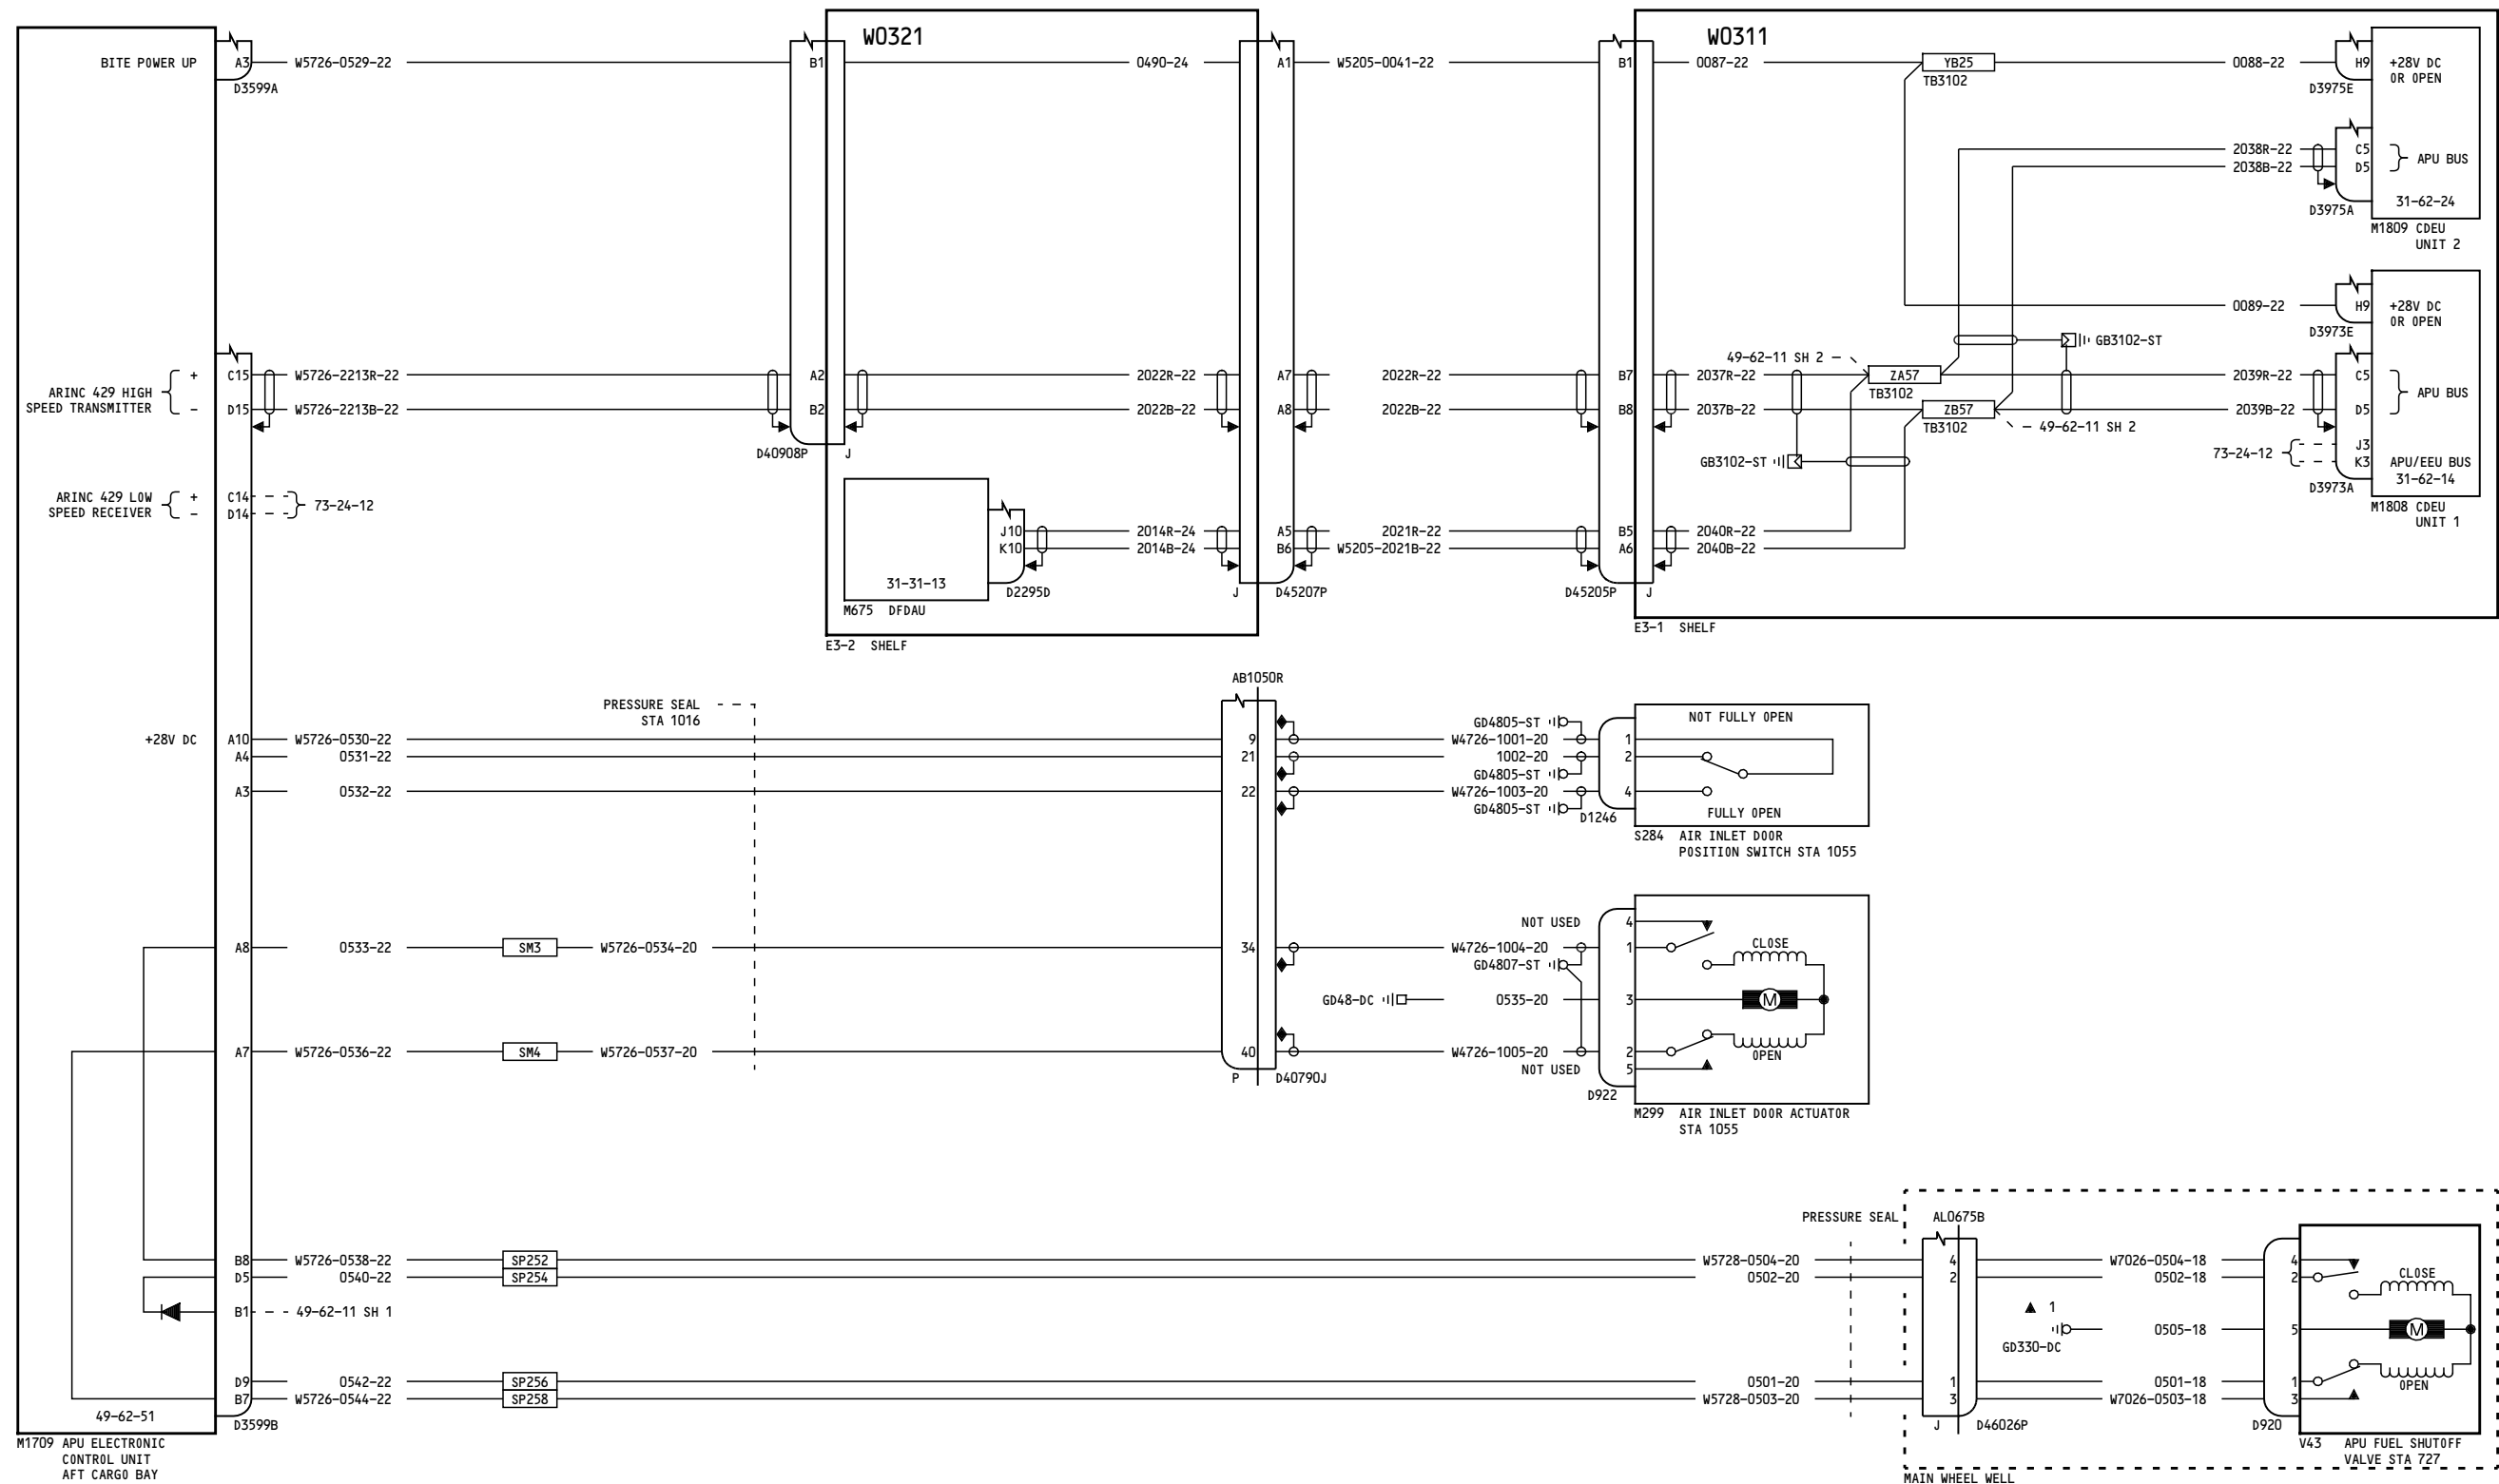 W0321
W0311
BITE POWER UP
A3
W5726-0529-22
B1
0490-24
A1
W5205-0041-22
B1
0087-22
YB25
TB3102
0088-22
H9
+28V DC
OR OPEN
D3599A
D3975E
2038R-22
C5
2038B-22
D5
APU BUS
31-62-24
D3975A
M1809 CDEU
UNIT 2
0089-22
H9
+28V DC
OR OPEN
D3973E
GB3102-ST
49-62-11 SH 2
ARINC 429 HIGH
SPEED TRANSMITTER
+
-
C15
W5726-2213R-22
A2
2022R-22
A7
2022R-22
B7
2037R-22
ZA57
TB3102
2039R-22
C5
APU BUS
D15
W5726-2213B-22
B2
2022B-22
A8
2022B-22
B8
2037B-22
ZB57
TB3102
2039B-22
D5
49-62-11 SH 2
D40908P
J
GB3102-ST
73-24-12
J3
K3
APU/EEU BUS
31-62-14
D3973A
M1808 CDEU
UNIT 1
ARINC 429 LOW
SPEED RECEIVER
+
-
C14
D14
73-24-12
J10
K10
2014R-24
2014B-24
A5
B6
2021R-22
W5205-2021B-22
B5
A6
2040R-22
2040B-22
31-31-13
M675 DFDAU
D2295D
J
D45207P
D45205P
J
E3-2 SHELF
E3-1 SHELF
AB1050R
PRESSURE SEAL
STA 1016
+28V DC
A10
W5726-0530-22
9
GD4805-ST
W4726-1001-20
1
NOT FULLY OPEN
A4
0531-22
21
1002-20
2
GD4805-ST
A3
0532-22
22
W4726-1003-20
4
GD4805-ST
D1246
FULLY OPEN
S284 AIR INLET DOOR
POSITION SWITCH STA 1055
NOT USED
4
A8
0533-22
SM3
W5726-0534-20
34
W4726-1004-20
1
CLOSE
GD4807-ST
GD48-DC
0535-20
3
M
A7
W5726-0536-22
SM4
W5726-0537-20
40
W4726-1005-20
2
OPEN
NOT USED
5
P
D40790J
D922
M299 AIR INLET DOOR ACTUATOR
STA 1055
PRESSURE SEAL
AL0675B
B8
W5726-0538-22
SP252
W5728-0504-20
4
W7026-0504-18
4
D5
0540-22
SP254
0502-20
2
0502-18
2
CLOSE
B1
49-62-11 SH 1
1
GD330-DC
0505-18
5
M
D9
0542-22
SP256
0501-20
1
0501-18
1
OPEN
B7
W5726-0544-22
SP258
W5728-0503-20
3
W7026-0503-18
3
49-62-51
D3599B
J
D46026P
D920
M1709 APU ELECTRONIC
CONTROL UNIT
AFT CARGO BAY
V43 APU FUEL SHUTOFF
VALVE STA 727
MAIN WHEEL WELL